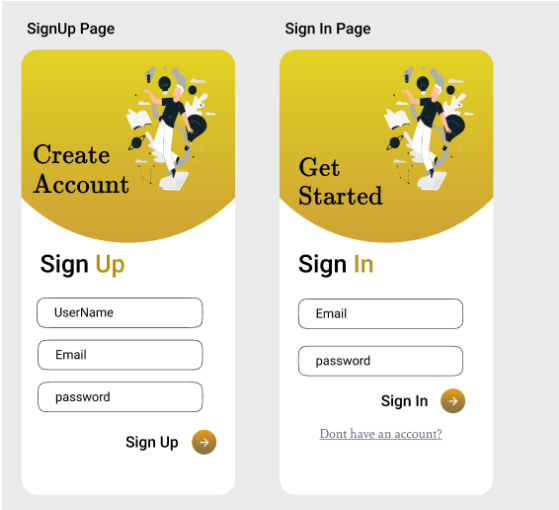 SignUp Page
Create
Account
Sign Up
UserName
Email
password
Sign Up
Sign In Page
Get
Started
Sign In
Email
password
Sign In
Dont have an account?